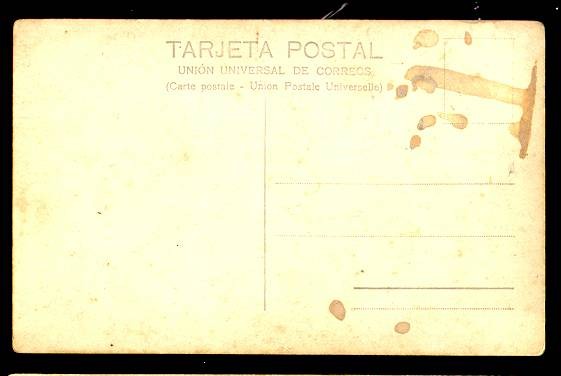 TARJETA POSTAL
UNIÓN UNIVERSAL DE CORREOS
(Carte postale - Union Postale Universelle)